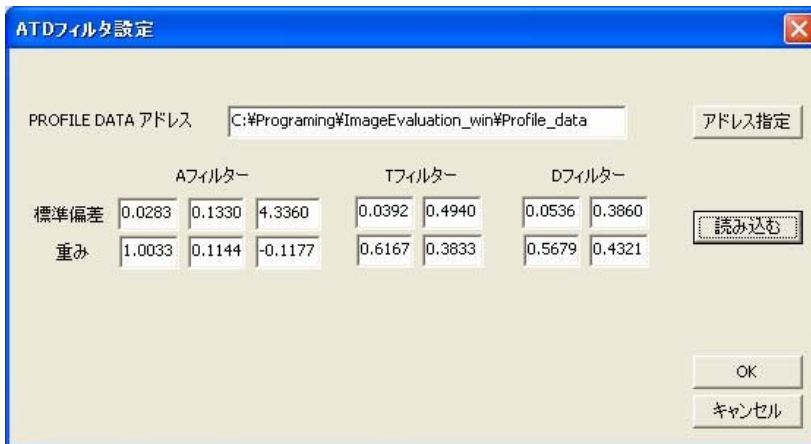 ATDフィルタ設定
PROFILE DATA アドレス C:¥Programing¥ImageEvaluation_win¥Profile_data アドレス指定
Aフィルター Tフィルター Dフィルター
標準偏差 0.0283 0.1330 4.3360 0.0392 0.4940 0.0536 0.3860
読み込む
重み 1.0033 0.1144 -0.1177 0.6167 0.3833 0.5679 0.4321
OK
キャンセル